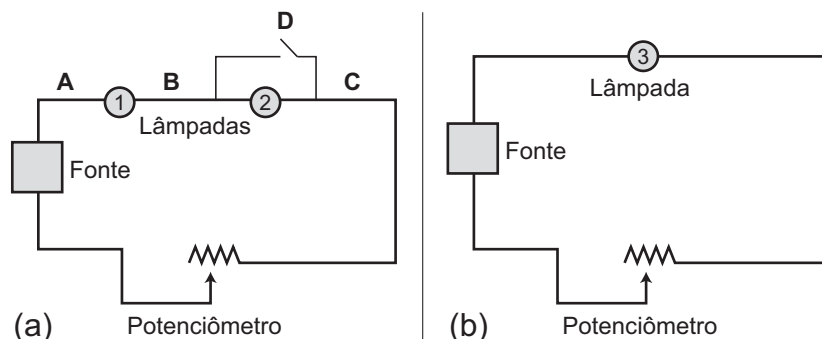 D
A
B
C
1
2
Lâmpadas
Fonte
Potenciômetro
(a)
3
Lâmpada
Fonte
Potenciômetro
(b)